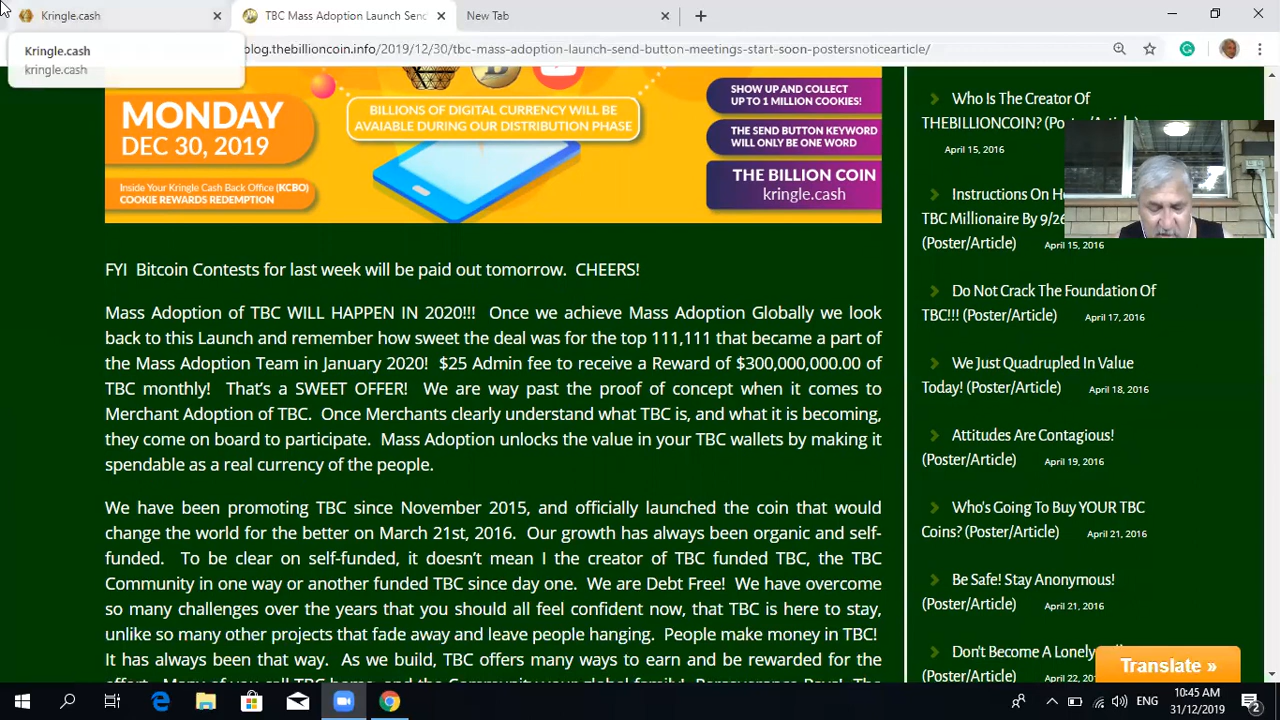 Kringle.cash
TBC Mass Adoption Launch Send
New Tab
Kringle.cash
kringle.cash
blog.thebillioncoin.info/2019/12/30/tbc-mass-adoption-launch-send-button-meetings-start-soon-postersnoticearticle/
MONDAY
DEC 30, 2019
Inside Your Kringle Cash Back Office (KCBO)
COOKIE REWARDS REDEMPTION
BILLIONS OF DIGITAL CURRENCY WILL BE
AVAIABLE DURING OUR DISTRIBUTION PHASE
SHOW UP AND COLLECT
UP TO 1 MILLION COOKIES!
THE SEND BUTTON KEYWORD
WILL ONLY BE ONE WORD
THE BILLION COIN
kringle.cash
FYI Bitcoin Contests for last week will be paid out tomorrow. CHEERS!
Mass Adoption of TBC WILL HAPPEN IN 2020!!! Once we achieve Mass Adoption Globally we look
back to this Launch and remember how sweet the deal was for the top 111,111 that became a part of
the Mass Adoption Team in January 2020! $25 Admin fee to receive a Reward of $300,000,000.00 of
TBC monthly! That's a SWEET OFFER! We are way past the proof of concept when it comes to
Merchant Adoption of TBC. Once Merchants clearly understand what TBC is, and what it is becoming,
they come on board to participate. Mass Adoption unlocks the value in your TBC wallets by making it
spendable as a real currency of the people.
We have been promoting TBC since November 2015, and officially launched the coin that would
change the world for the better on March 21st, 2016. Our growth has always been organic and self-
funded. To be clear on self-funded, it doesn't mean I the creator of TBC funded TBC, the TBC
Community in one way or another funded TBC since day one. We are Debt Free! We have overcome
so many challenges over the years that you should all feel confident now, that TBC is here to stay,
unlike so many other projects that fade away and leave people hanging. People make money in TBC!
It has always been that way. As we build, TBC offers many ways to earn and be rewarded for the
Who Is The Creator Of
THEBILLIONCOIN?
April 15, 2016
Instructions On
TBC Millionaire By
(Poster/Article) April 15, 2016
Do Not Crack The Foundation Of
TBC!!! (Poster/Article) April 17, 2016
We Just Quadrupled In Value
Today! (Poster/Article) April 18, 2016
Attitudes Are Contagious!
(Poster/Article) April 19, 2016
Who's Going To Buy YOUR TBC
Coins? (Poster/Article) April 21, 2016
Be Safe! Stay Anonymous!
(Poster/Article) April 21, 2016
Don't Become A Lonely
(Poster/Article) April 22,
Translate »
ENG
10:45 AM
31/12/2019
2